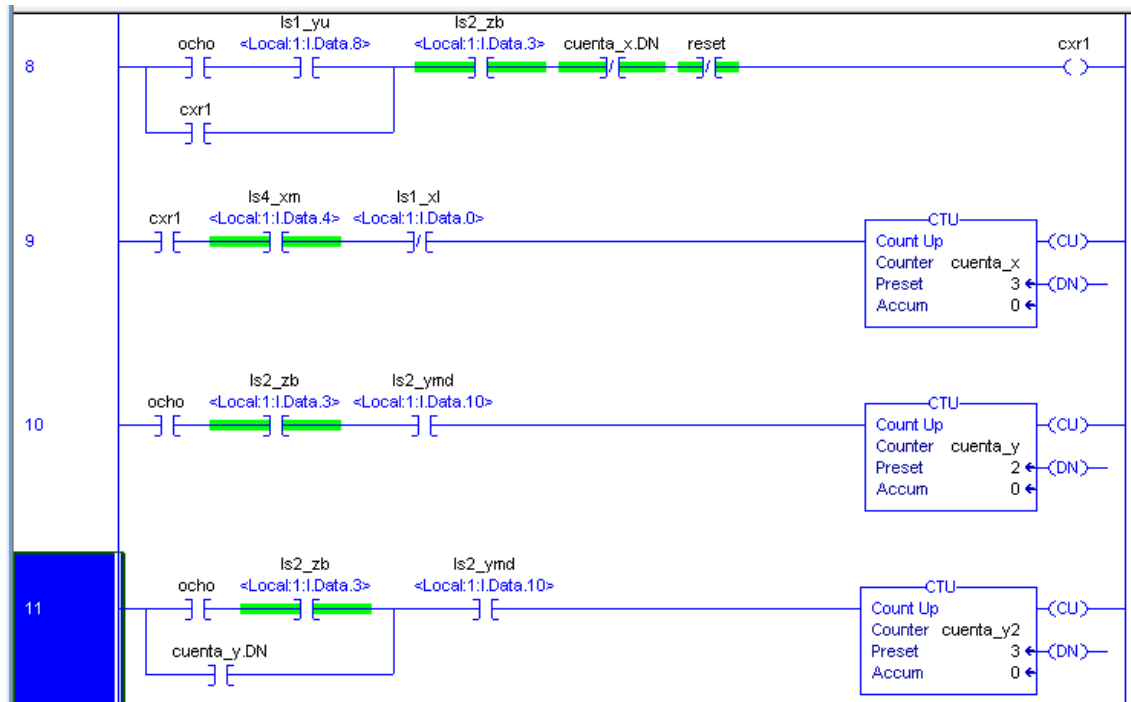 ls1_yu ls2_zb
ocho <Local:1:I.Data.8> <Local:1:I.Data.3> cuenta_x.DN reset cxr1
8
cxr1
ls4_xm ls1_xl
cxr1 <Local:1:I.Data.4> <Local:1:I.Data.0>
CTU
9
Count Up (CU)
Counter cuenta_x
Preset 3 (DN)
Accum 0
ls2_zb ls2_ymd
ocho <Local:1:I.Data.3> <Local:1:I.Data.10>
CTU
10
Count Up (CU)
Counter cuenta_y
Preset 2 (DN)
Accum 0
ls2_zb ls2_ymd
ocho <Local:1:I.Data.3> <Local:1:I.Data.10>
CTU
11
Count Up (CU)
Counter cuenta_y2
cuenta_y.DN
Preset 3 (DN)
Accum 0